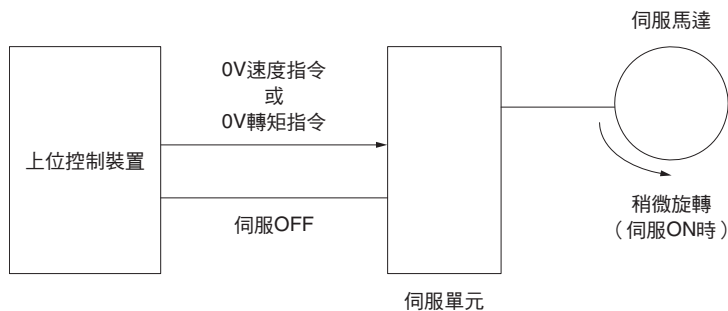 伺服馬達
0V速度指令
或
0V轉矩指令
上位控制裝置
稍微旋轉
（伺服ON時）
伺服OFF
伺服單元